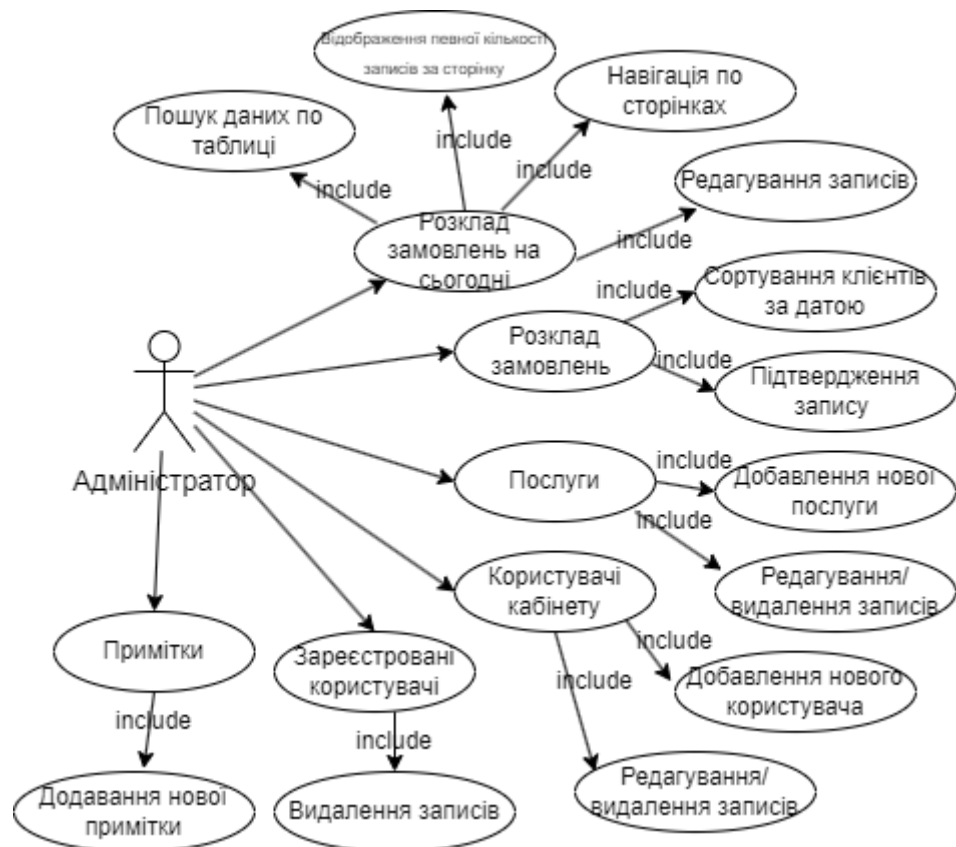 Відображення певної кількості
записів за сторінку
Навігація по
сторінках
Пошук даних по
таблиці
include
include
include
Редагування записів
include
Розклад
замовлень на
сьогодні
Сортування клієнтів
за датою
include
Розклад
замовлень
include
Підтвердження
запису
Адміністратор
Послуги
include
Добавлення нової
послуги
include
Редагування/
видалення записів
Користувачі
кабінету
include
Добавлення нового
користувача
include
Редагування/
видалення записів
Примітки
include
Додавання нової
примітки
Зареєстровані
користувачі
include
Видалення записів